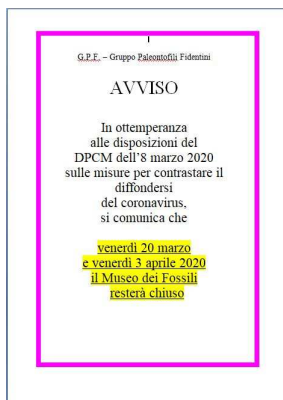 G.P.F. – Gruppo Paleontofili Fidentini
AVVISO
In ottemperanza
alle disposizioni del
DPCM dell'8 marzo 2020
sulle misure per contrastare il
diffondersi
del coronavirus,
si comunica che
venerdì 20 marzo
e venerdì 3 aprile 2020
il Museo dei Fossili
resterà chiuso